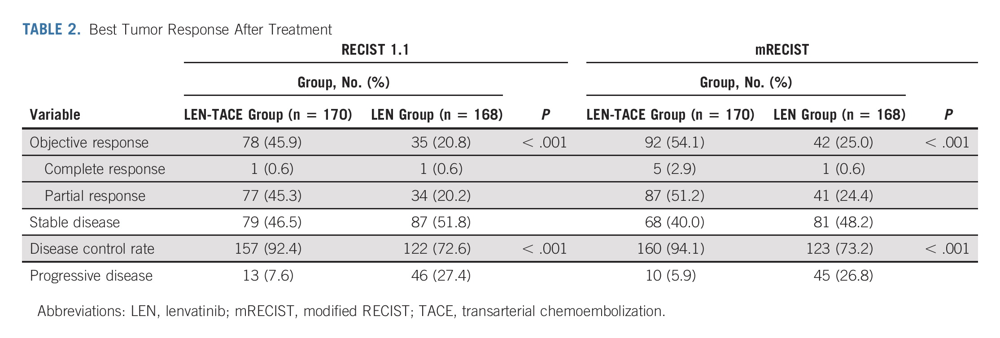 TABLE 2. Best Tumor Response After Treatment
RECIST 1.1 mRECIST
Group, No. (%) Group, No. (%)
Variable LEN-TACE Group (n = 170) LEN Group (n = 168) P LEN-TACE Group (n = 170) LEN Group (n = 168) P
Objective response 78 (45.9) 35 (20.8) < .001 92 (54.1) 42 (25.0) < .001
Complete response 1 (0.6) 1 (0.6) 5 (2.9) 1 (0.6)
Partial response 77 (45.3) 34 (20.2) 87 (51.2) 41 (24.4)
Stable disease 79 (46.5) 87 (51.8) 68 (40.0) 81 (48.2)
Disease control rate 157 (92.4) 122 (72.6) < .001 160 (94.1) 123 (73.2) < .001
Progressive disease 13 (7.6) 46 (27.4) 10 (5.9) 45 (26.8)
Abbreviations: LEN, lenvatinib; mRECIST, modified RECIST; TACE, transarterial chemoembolization.